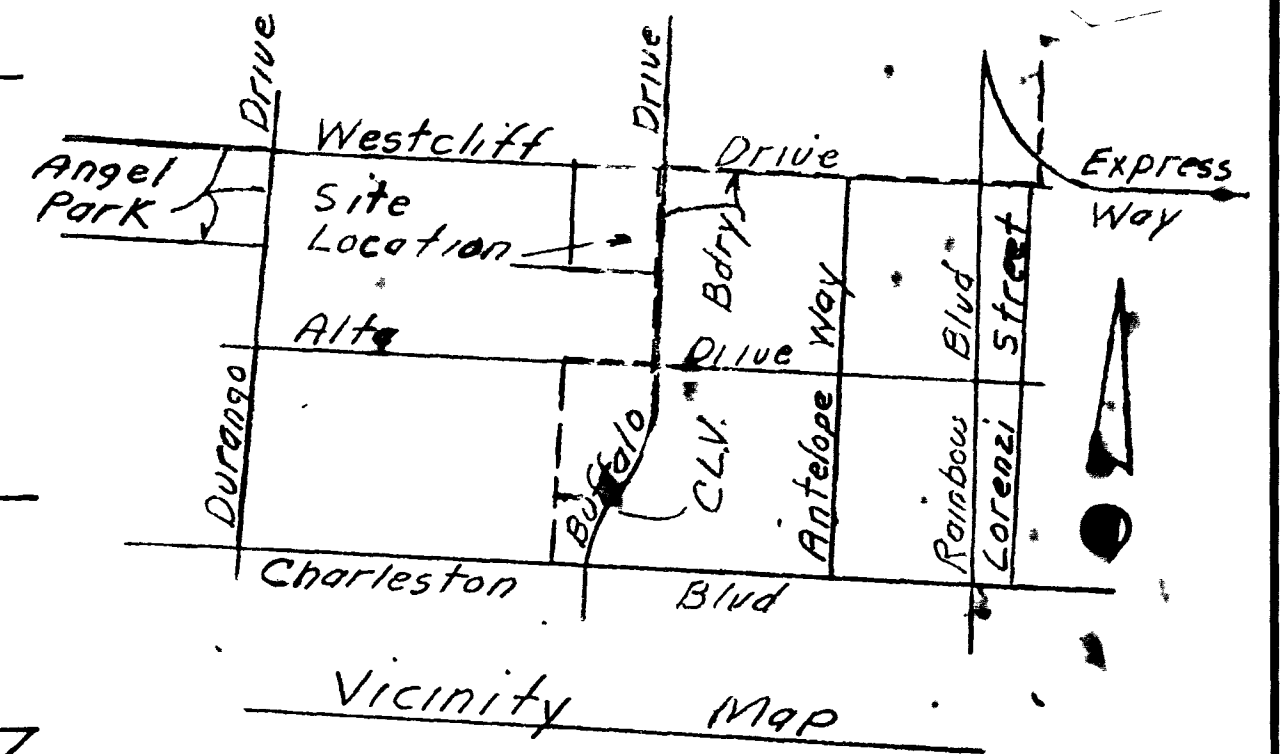 Drive
Drive
Westcliff Drive
Express
Way
Angel
Park
Site
Location
Bdry
Alta Drive
Durango
Buffalo
C.L.V.
Antelope Way
Rainbow Blvd
Lorenzi Street
Charleston Blvd
Vicinity Map